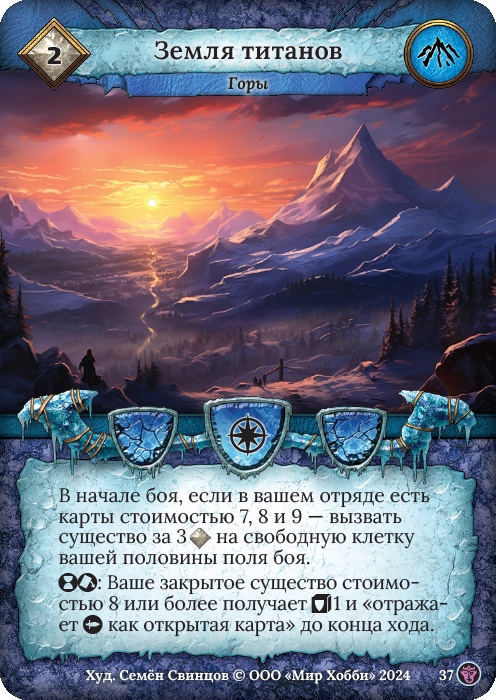 2
Земля титанов
Горы
В начале боя, если в вашем отряде есть
карты стоимостью 7, 8 и 9 — вызвать
существо за 3 на свободную клетку
вашей половины поля боя.
: Ваше закрытое существо стоимо-
стью 8 или более получает 1 и «отража-
ет как открытая карта» до конца хода.
Худ. Семён Свинцов © ООО «Мир Хобби» 2024
37